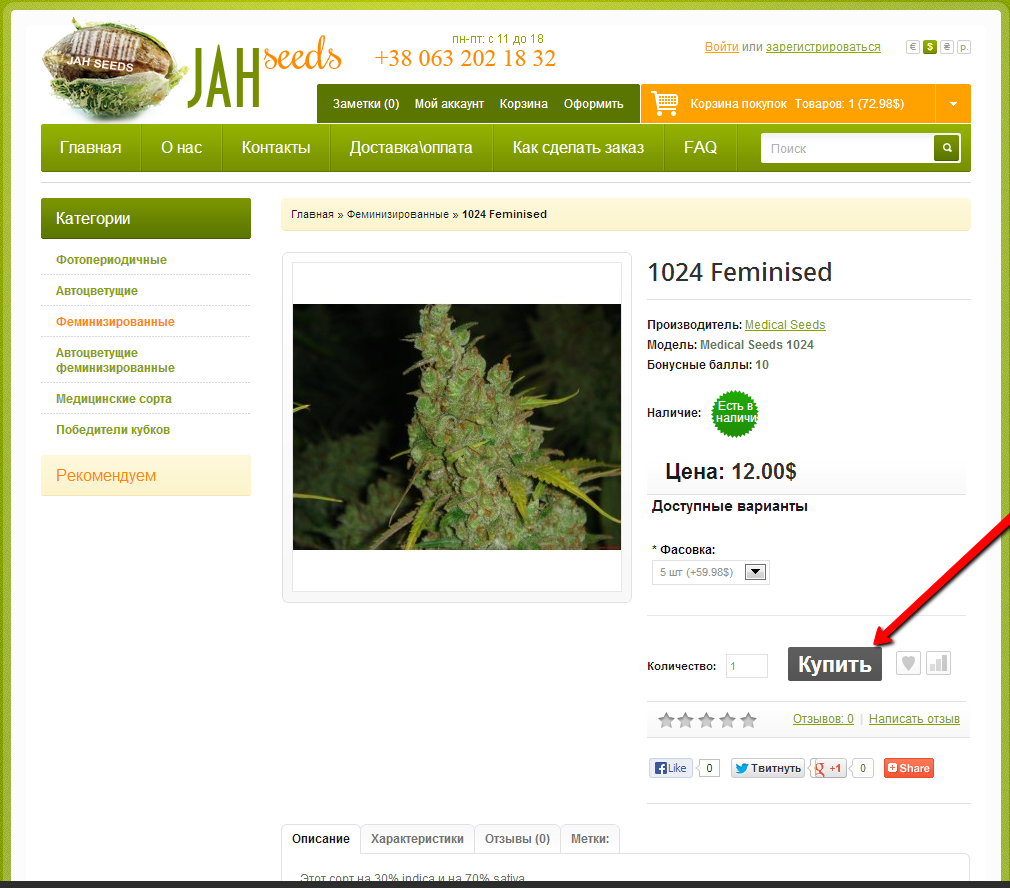 JAH SEEDS
JAH seeds
пн-пт: с 11 до 18
+38 063 202 18 32
Войти или зарегистрироваться
€ $ ₴ р.
Заметки (0) Мой аккаунт Корзина Оформить
Корзина покупок Товаров: 1 (72.98$)
Главная О нас Контакты Доставка\оплата Как сделать заказ FAQ
Поиск
Категории
Фотопериодичные
Автоцветущие
Феминизированные
Автоцветущие
феминизированные
Медицинские сорта
Победители кубков
Рекомендуем
Главная » Феминизированные » 1024 Feminised
1024 Feminised
Производитель: Medical Seeds
Модель: Medical Seeds 1024
Бонусные баллы: 10
Наличие:
Есть в
наличи
Цена: 12.00$
Доступные варианты
* Фасовка:
5 шт (+59.98$)
Количество: 1
Купить
Отзывов: 0 | Написать отзыв
Like 0
Твитнуть
g +1 0
Share
Описание Характеристики Отзывы (0) Метки:
Этот сорт на 30% indica и на 70% sativa.